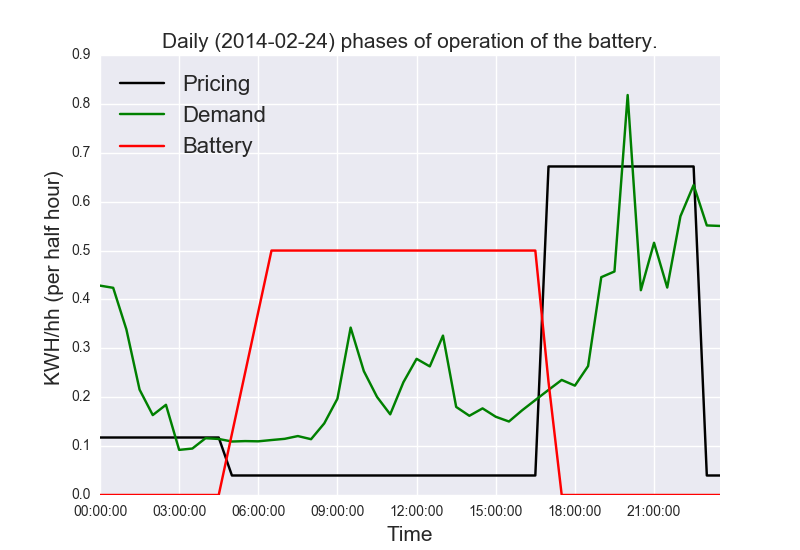 Daily (2014-02-24) phases of operation of the battery.
0.9
0.8
0.7
0.6
0.5
0.4
0.3
0.2
0.1
0.0
KWH/hh (per half hour)
Pricing
Demand
Battery
00:00:00 03:00:00 06:00:00 09:00:00 12:00:00 15:00:00 18:00:00 21:00:00
Time